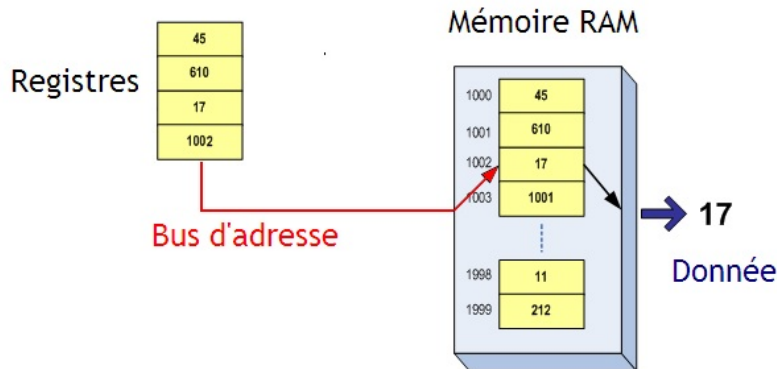 Mémoire RAM
Registres
45
610
17
1002
1000 45
1001 610
1002 17
1003 1001
1998 11
1999 212
Bus d'adresse
17
Donnée